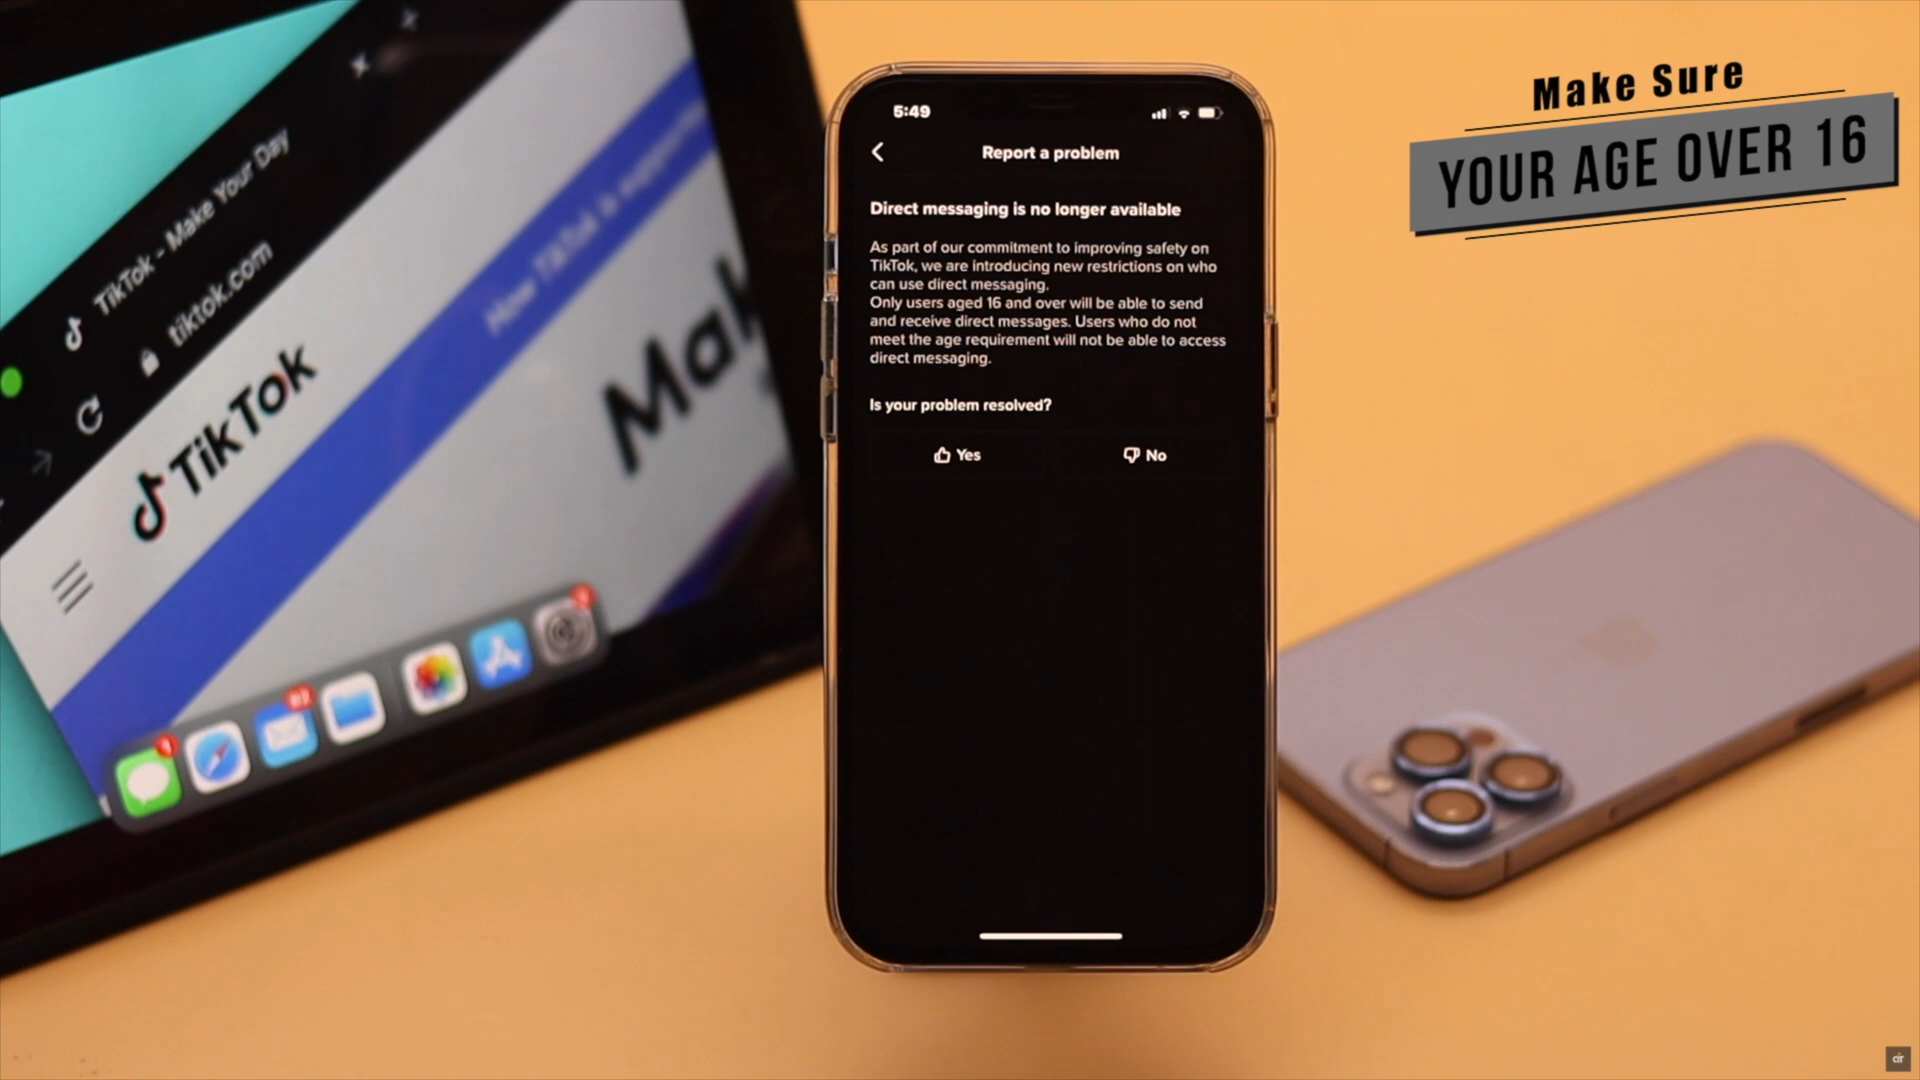 Make Sure
YOUR AGE OVER 16
5:49
Report a problem
Direct messaging is no longer available
As part of our commitment to improving safety on
TikTok, we are introducing new restrictions on who
can use direct messaging.
Only users aged 16 and over will be able to send
and receive direct messages. Users who do not
meet the age requirement will not be able to access
direct messaging.
Is your problem resolved?
Yes
No
TikTok - Make Your Day
tiktok.com
How TikTok is
TikTok
Mak